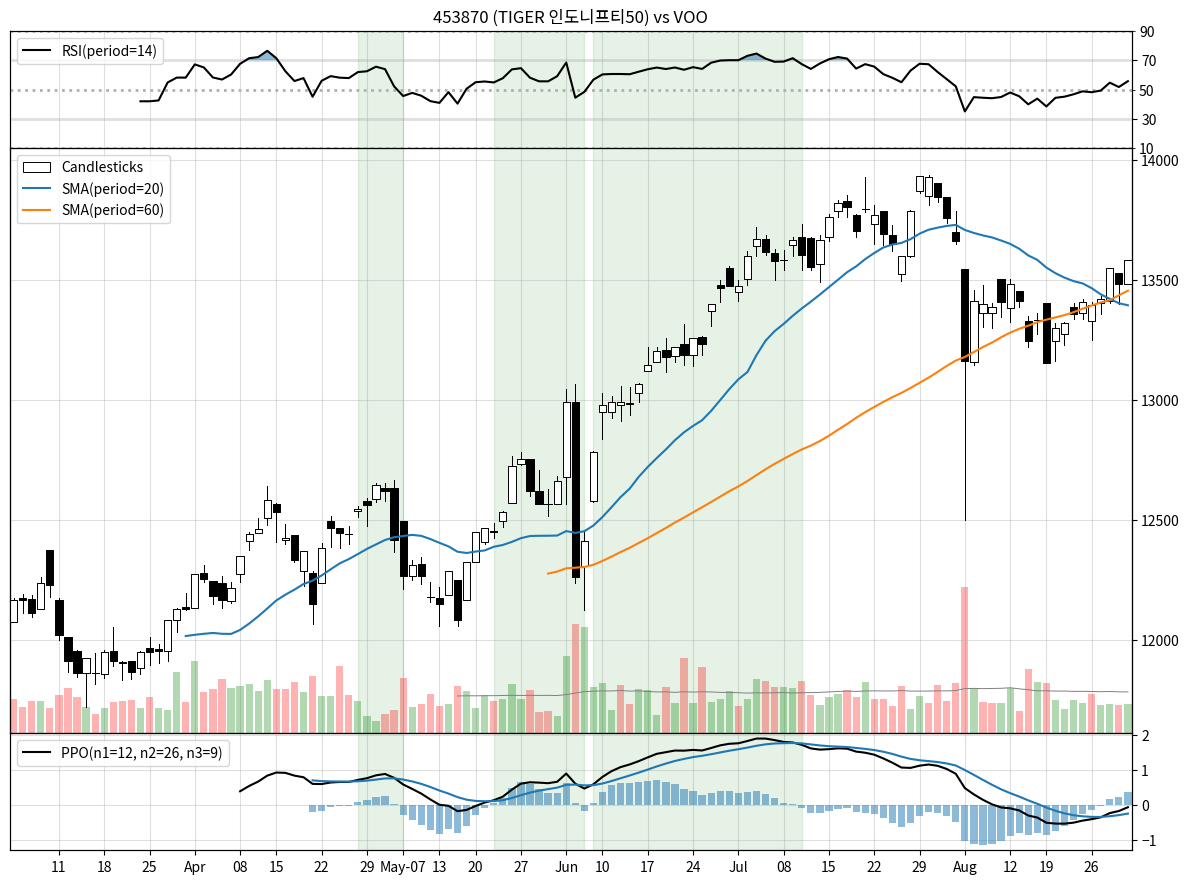 453870 (TIGER 인도니프티50) vs VOO
RSI(period=14)
90
70
50
30
10
Candlesticks
SMA(period=20)
SMA(period=60)
14000
13500
13000
12500
12000
PPO(n1=12, n2=26, n3=9)
2
1
0
−1
11 18 25 Apr 08 15 22 29 May-07 13 20 27 Jun 10 17 24 Jul 08 15 22 29 Aug 12 19 26